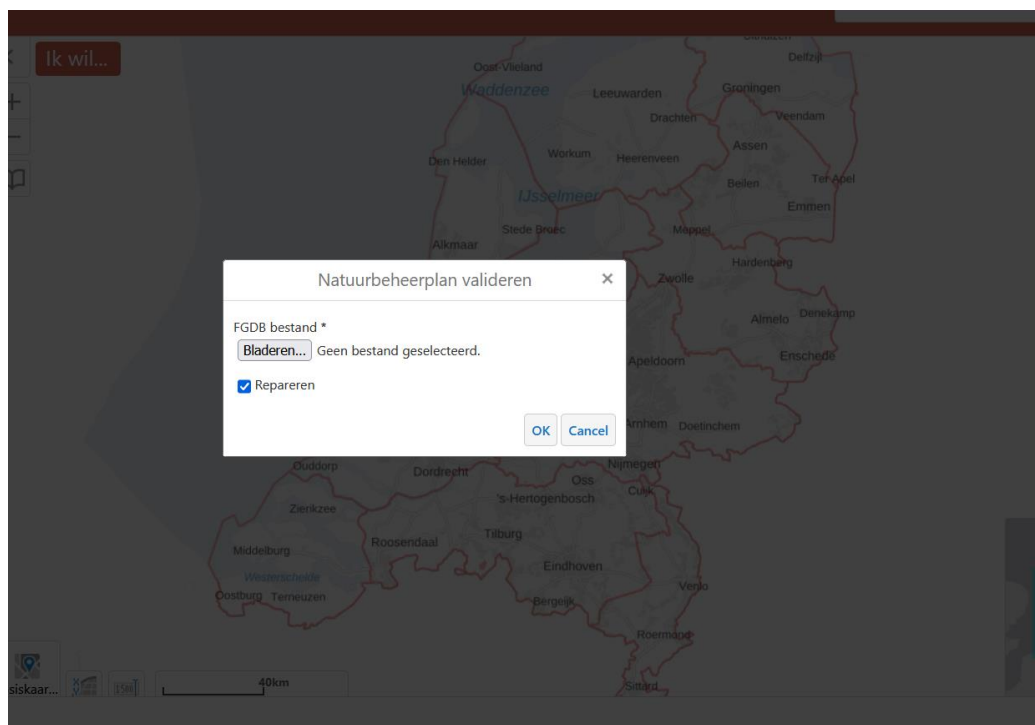 Ik wil...
Delfzijl
Oost-Vlieland
Waddenzee
Leeuwarden
Groningen
Drachten
Veendam
Assen
Den Helder
Workum
Heerenveen
Beilen
Ter Apel
IJsselmeer
Emmen
Stede Broec
Meppel
Alkmaar
Hardenberg
Natuurbeheerplan valideren ×
Zwolle
Almelo
Denekamp
FGDB bestand *
Bladeren... Geen bestand geselecteerd.
Apeldoorn
Enschede
Repareren
OK Cancel
Arnhem
Doetinchem
Ouddorp
Dordrecht
Nijmegen
Oss
Cuijk
's-Hertogenbosch
Zierikzee
Roosendaal
Tilburg
Middelburg
Eindhoven
Westerschelde
Venlo
Oostburg
Terneuzen
Bergeijk
Roermond
siskaar...
40km
Sittard